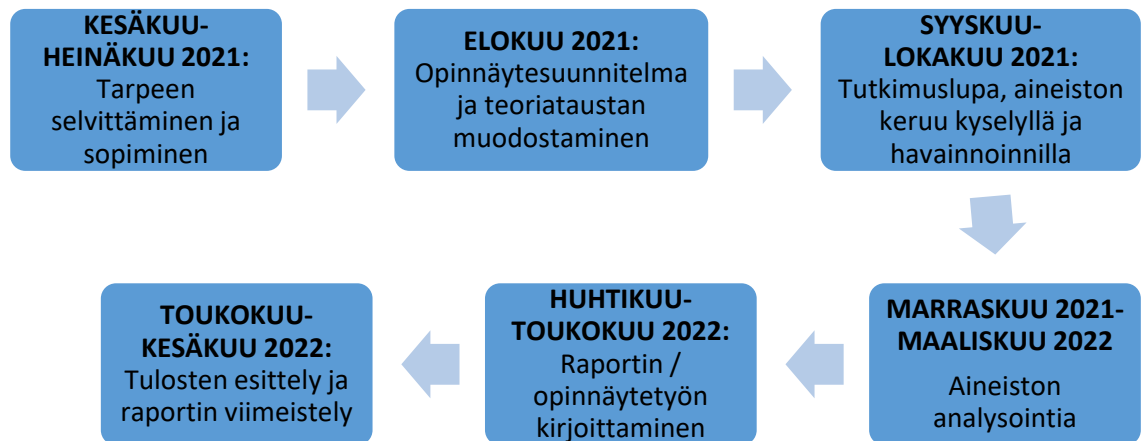 KESÄKUU-
HEINÄKUU 2021:
Tarpeen
selvittäminen ja
sopiminen
ELOKUU 2021:
Opinnäytesuunnitelma
ja teoriataustan
muodostaminen
SYYSKUU-
LOKAKUU 2021:
Tutkimuslupa, aineiston
keruu kyselyllä ja
havainnoinnilla
MARRASKUU 2021-
MAALISKUU 2022
Aineiston
analysointia
HUHTIKUU-
TOUKOKUU 2022:
Raportin /
opinnäytetyön
kirjoittaminen
TOUKOKUU-
KESÄKUU 2022:
Tulosten esittely ja
raportin viimeistely